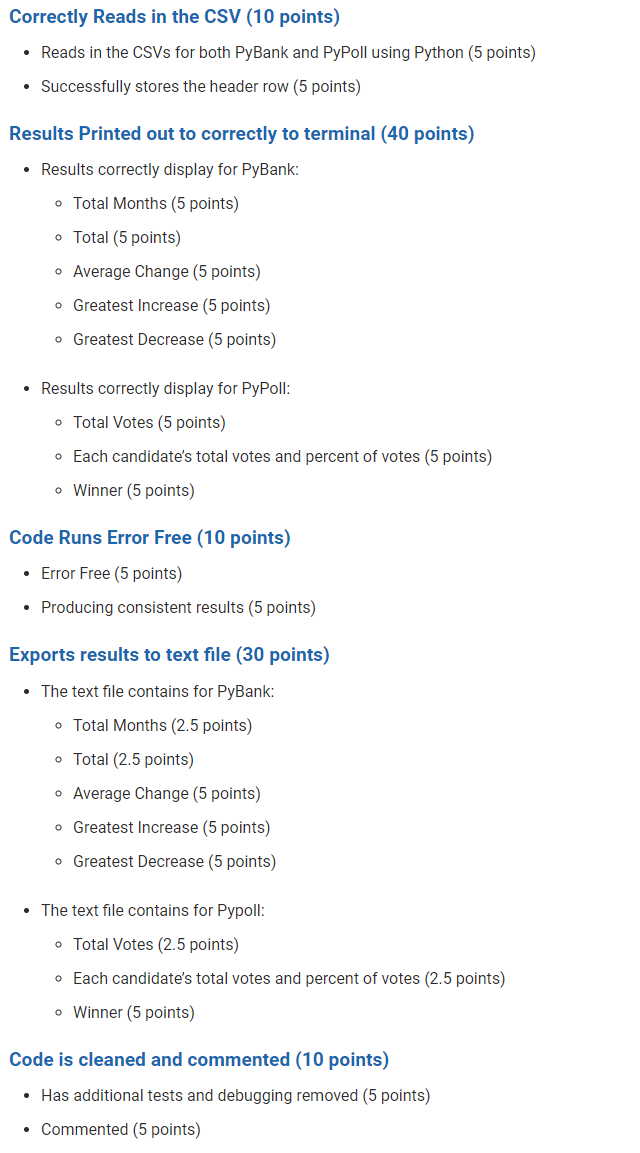 Correctly Reads in the CSV (10 points)
• Reads in the CSVs for both PyBank and PyPoll using Python (5 points)
• Successfully stores the header row (5 points)
Results Printed out to correctly to terminal (40 points)
• Results correctly display for PyBank:
◦ Total Months (5 points)
◦ Total (5 points)
◦ Average Change (5 points)
◦ Greatest Increase (5 points)
◦ Greatest Decrease (5 points)
• Results correctly display for PyPoll:
◦ Total Votes (5 points)
◦ Each candidate’s total votes and percent of votes (5 points)
◦ Winner (5 points)
Code Runs Error Free (10 points)
• Error Free (5 points)
• Producing consistent results (5 points)
Exports results to text file (30 points)
• The text file contains for PyBank:
◦ Total Months (2.5 points)
◦ Total (2.5 points)
◦ Average Change (5 points)
◦ Greatest Increase (5 points)
◦ Greatest Decrease (5 points)
• The text file contains for Pypoll:
◦ Total Votes (2.5 points)
◦ Each candidate’s total votes and percent of votes (2.5 points)
◦ Winner (5 points)
Code is cleaned and commented (10 points)
• Has additional tests and debugging removed (5 points)
• Commented (5 points)